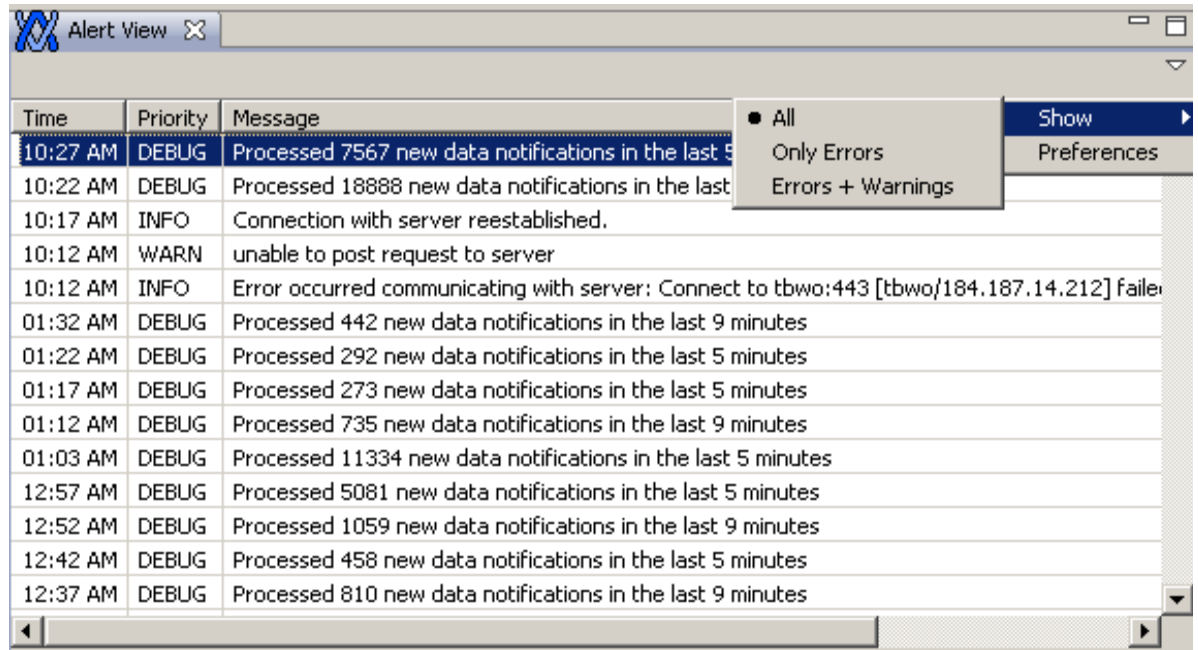 Alert View
Time Priority Message
All
Show
Only Errors
Preferences
Errors + Warnings
10:27 AM DEBUG Processed 7567 new data notifications in the last
10:22 AM DEBUG Processed 18888 new data notifications in the last
10:17 AM INFO Connection with server reestablished.
10:12 AM WARN unable to post request to server
10:12 AM INFO Error occurred communicating with server: Connect to tbwo:443 [tbwo/184.187.14.212]
01:32 AM DEBUG Processed 442 new data notifications in the last 9 minutes
01:22 AM DEBUG Processed 292 new data notifications in the last 5 minutes
01:17 AM DEBUG Processed 273 new data notifications in the last 5 minutes
01:12 AM DEBUG Processed 735 new data notifications in the last 9 minutes
01:03 AM DEBUG Processed 11334 new data notifications in the last 5 minutes
12:57 AM DEBUG Processed 5081 new data notifications in the last 5 minutes
12:52 AM DEBUG Processed 1059 new data notifications in the last 9 minutes
12:42 AM DEBUG Processed 458 new data notifications in the last 5 minutes
12:37 AM DEBUG Processed 810 new data notifications in the last 9 minutes